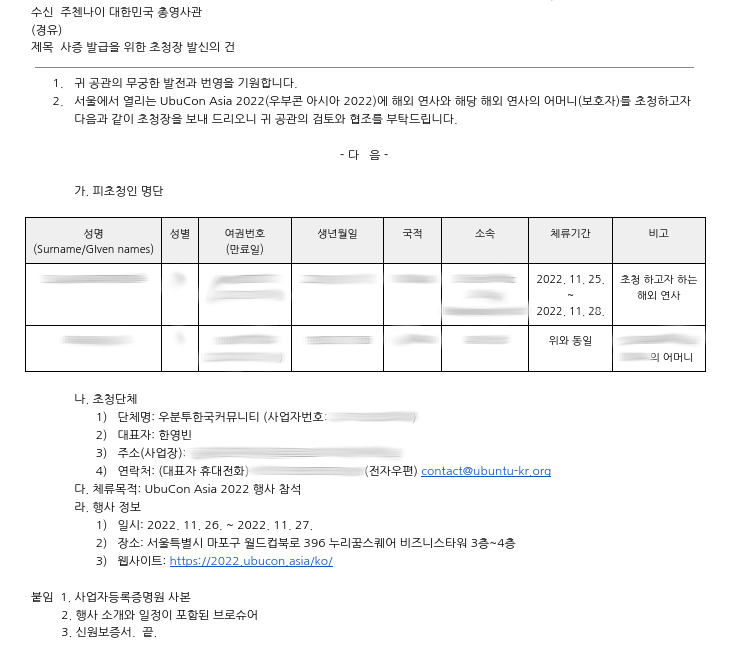 수신  주첸나이 대한민국 총영사관
(경유)
제목  사증 발급을 위한 초청장 발신의 건
1. 귀 공관의 무궁한 발전과 번영을 기원합니다.
2. 서울에서 열리는 UbuCon Asia 2022(우부콘 아시아 2022)에 해외 연사와 해당 해외 연사의 어머니(보호자)를 초청하고자
다음과 같이 초청장을 보내 드리오니 귀 공관의 검토와 협조를 부탁드립니다.
- 다  음 -
가. 피초청인 명단
성명 성별 여권번호 생년월일 국적 소속 체류기간 비고
(Surname/GIven names) (만료일)
2022. 11. 25. 초청 하고자 하는
~ 해외 연사
2022. 11. 28.
위와 동일
의 어머니
나. 초청단체
1) 단체명: 우분투한국커뮤니티 (사업자번호: )
2) 대표자: 한영빈
3) 주소(사업장):
4) 연락처: (대표자 휴대전화) (전자우편) contact@ubuntu-kr.org
다. 체류목적: UbuCon Asia 2022 행사 참석
라. 행사 정보
1) 일시: 2022. 11. 26. ~ 2022. 11. 27.
2) 장소: 서울특별시 마포구 월드컵북로 396 누리꿈스퀘어 비즈니스타워 3층~4층
3) 웹사이트: https://2022.ubucon.asia/ko/
붙임  1. 사업자등록증명원 사본
2. 행사 소개와 일정이 포함된 브로슈어
3. 신원보증서.  끝.